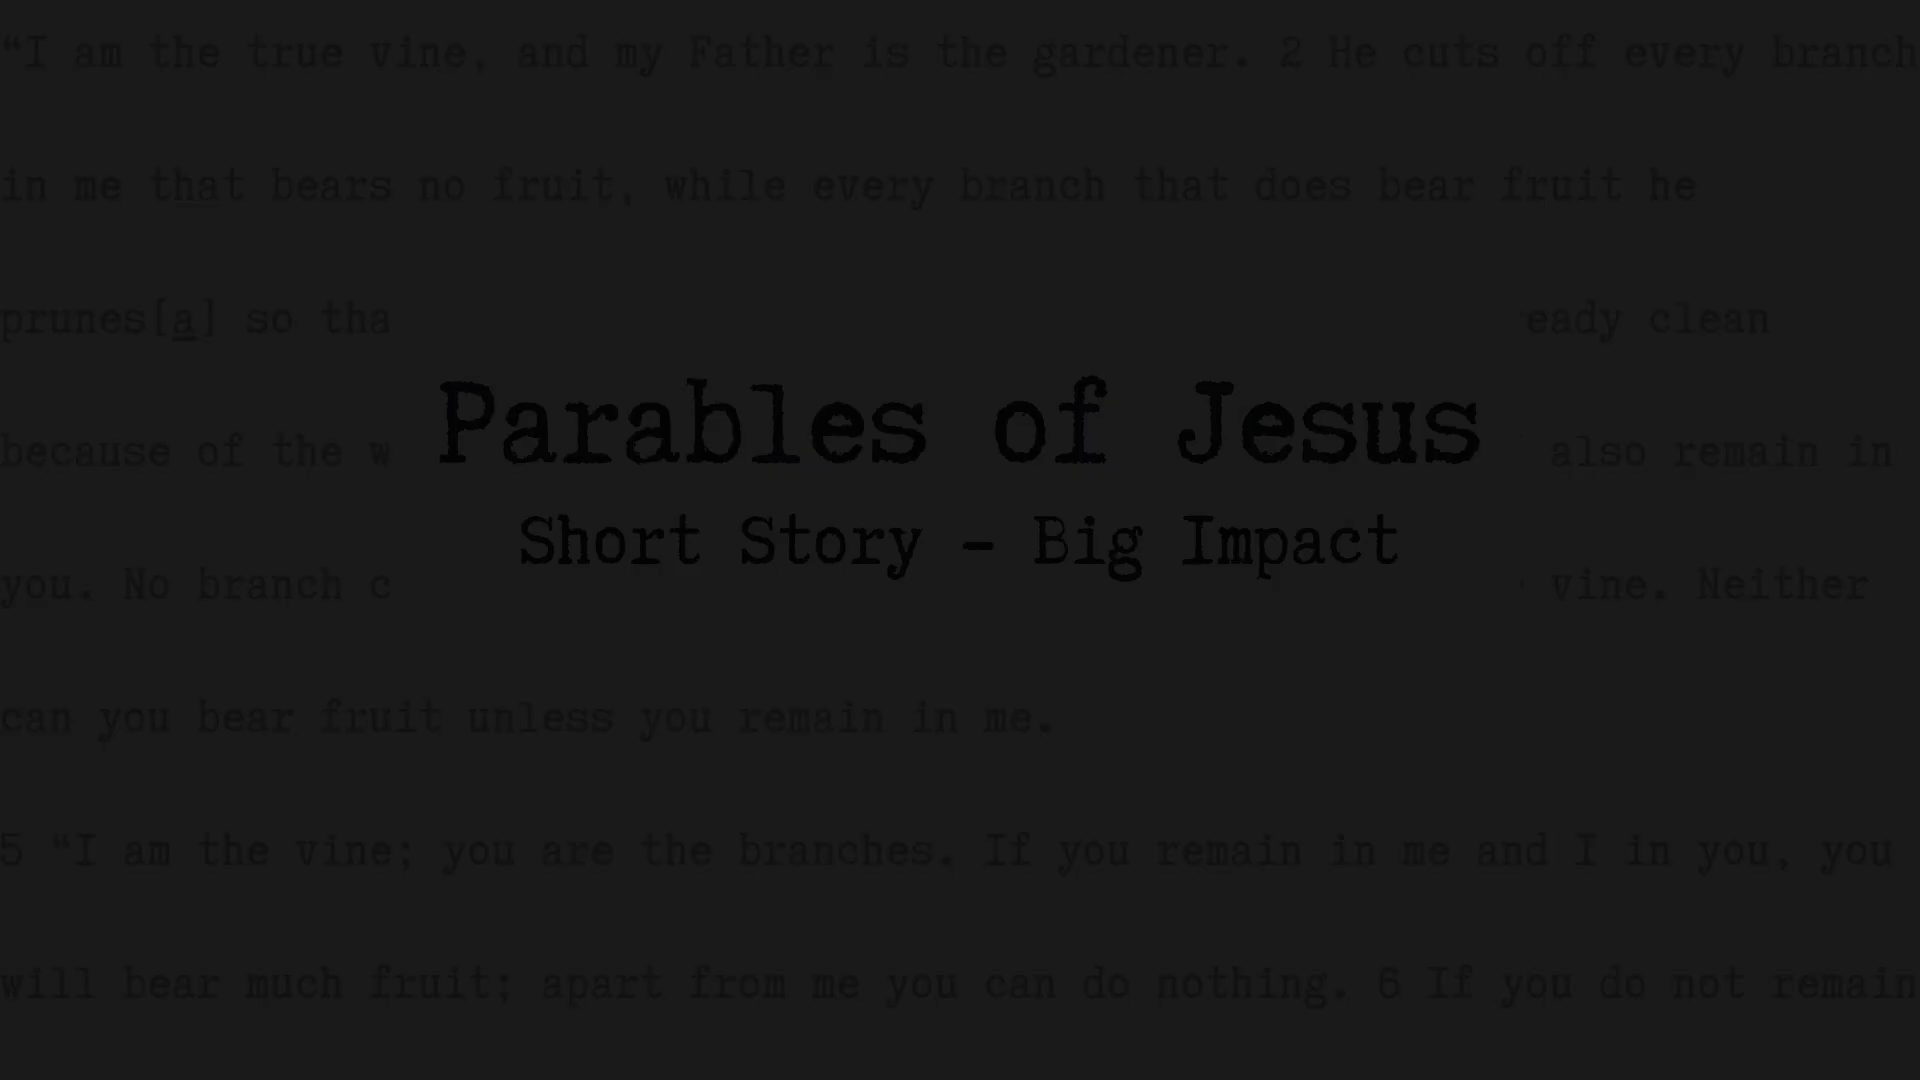 “I am the true vine, and my Father is the gardener. 2 He cuts off every branch
in me that bears no fruit, while every branch that does bear fruit he
prunes[a] so tha eady clean
Parables of Jesus
because of the w also remain in
Short Story - Big Impact
you. No branch c vine. Neither
can you bear fruit unless you remain in me.
5 “I am the vine; you are the branches. If you remain in me and I in you, you
will bear much fruit; apart from me you can do nothing. 6 If you do not remain